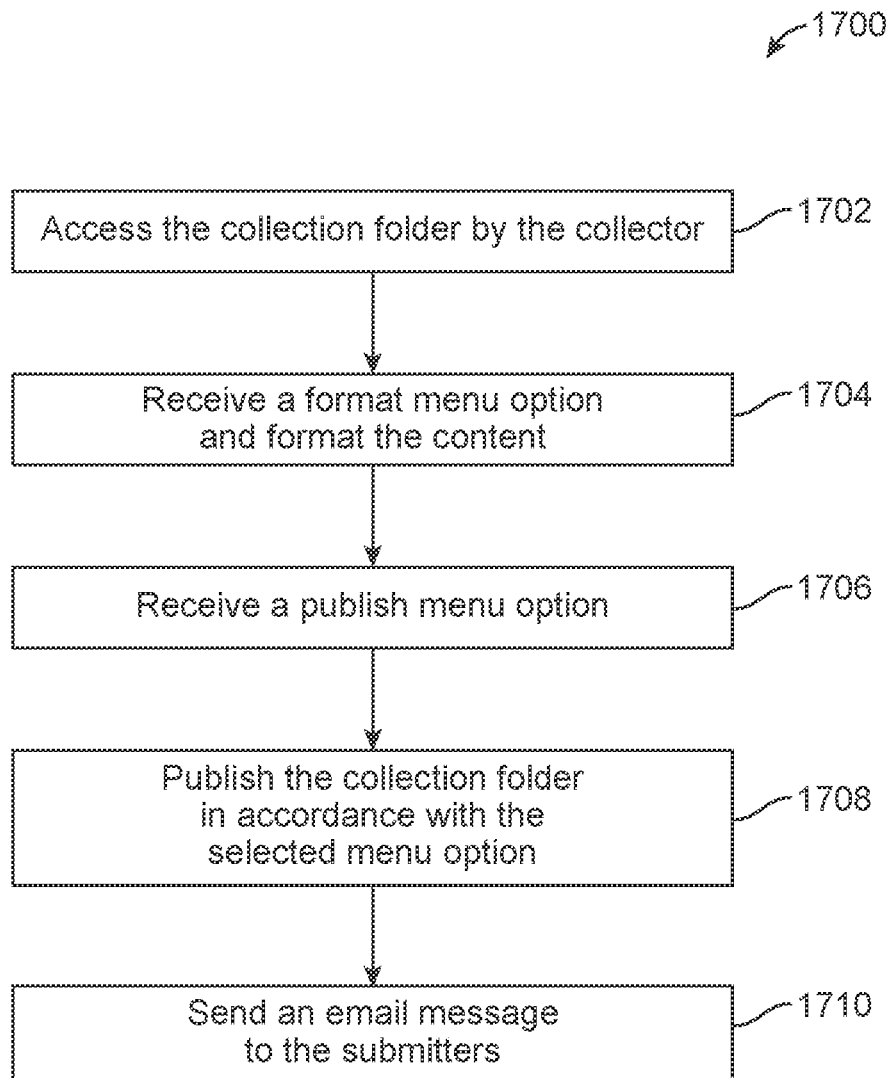 1700
Access the collection folder by the collector
1702
Receive a format menu option
and format the content
1704
Receive a publish menu option
1706
Publish the collection folder
in accordance with the
selected menu option
1708
Send an email message
to the submitters
1710